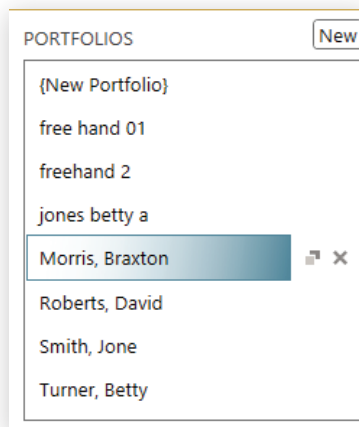 PORTFOLIOS
New
{New Portfolio}
free hand 01
freehand 2
jones betty a
Morris, Braxton
Roberts, David
Smith, Jone
Turner, Betty